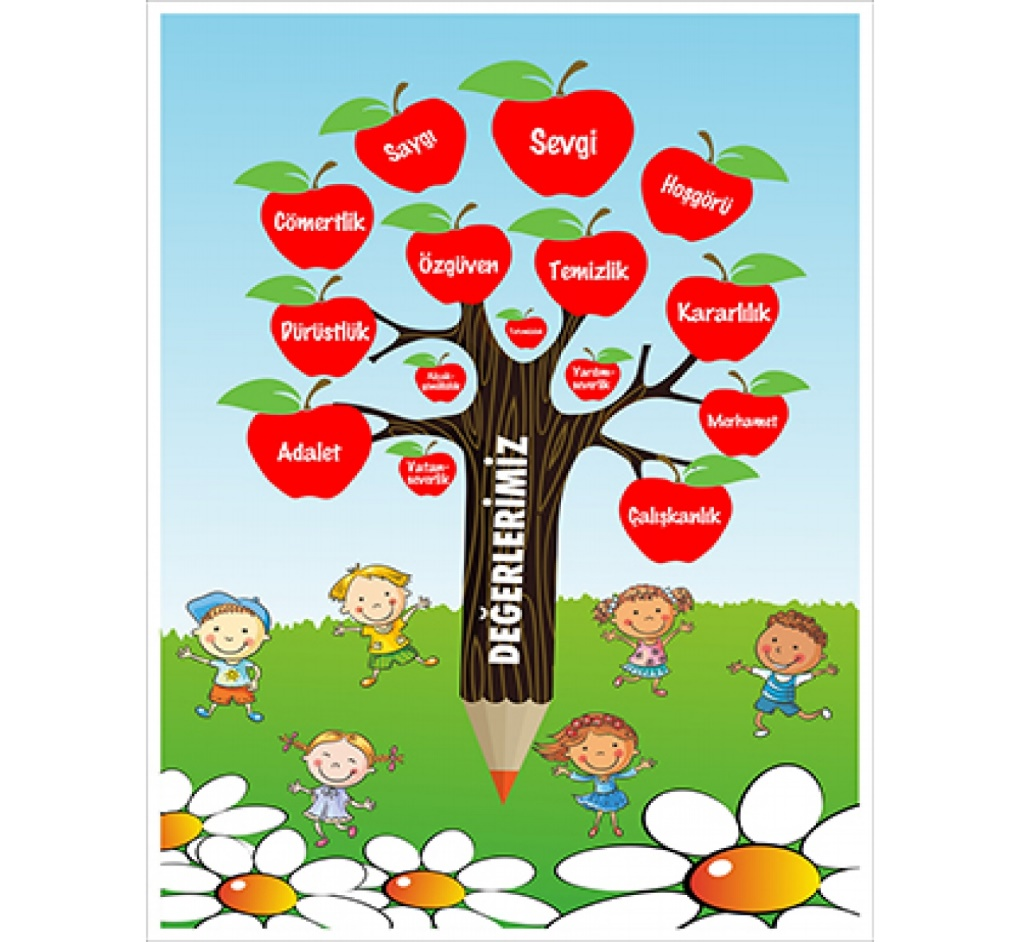 Saygı
Sevgi
Hoşgörü
Cömertlik
Özgüven
Temizlik
Kararlılık
Dürüstlük
Yardım-
severlik
Merhamet
Adalet
Vatan-
severlik
Çalışkanlık
DEĞERLERİMİZ